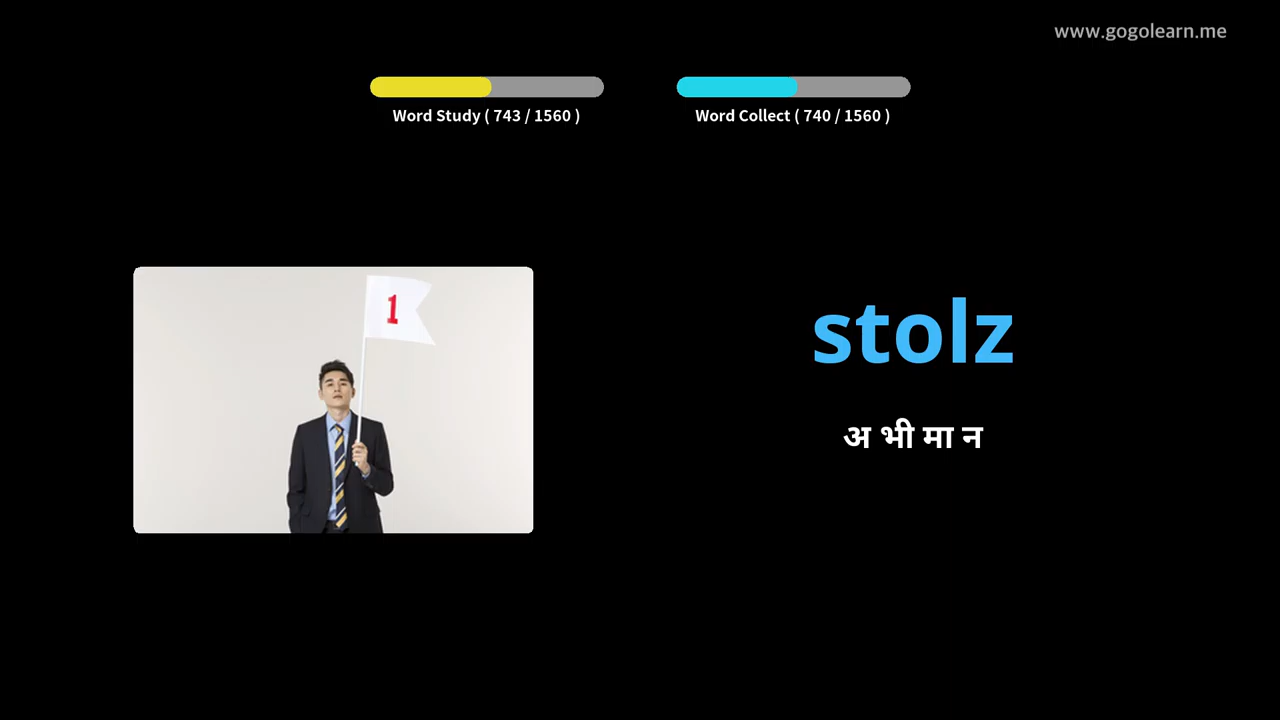 www.gogolearn.me
Word Study ( 743 / 1560 )
Word Collect ( 740 / 1560 )
1
stolz
अ भी मा न